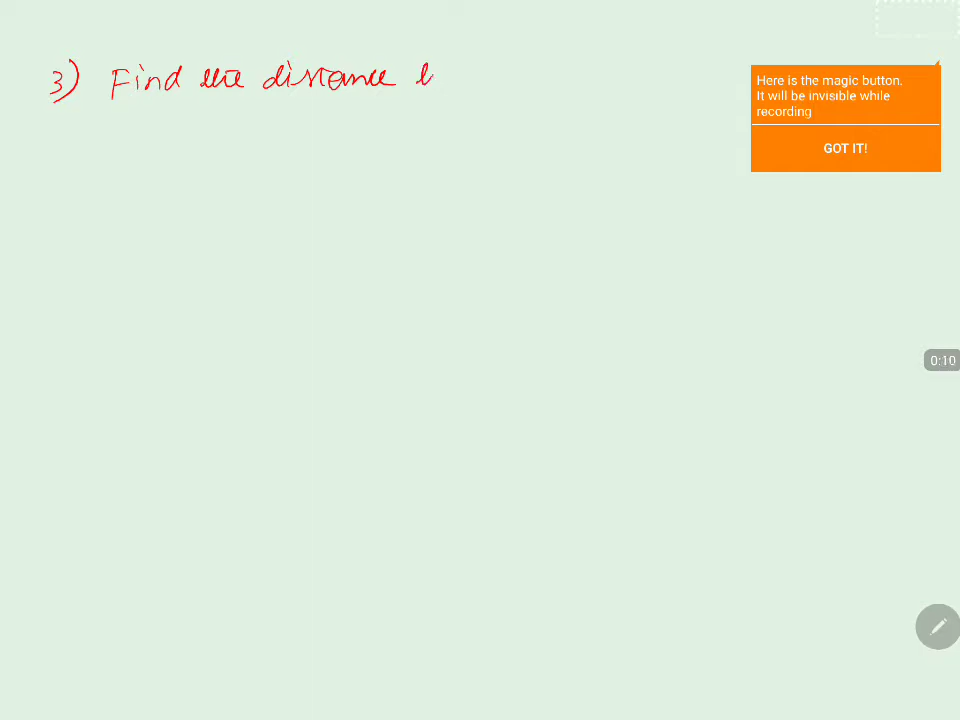 3) Find the distance
Here is the magic button.
It will be invisible while
recording
GOT IT!
0:10